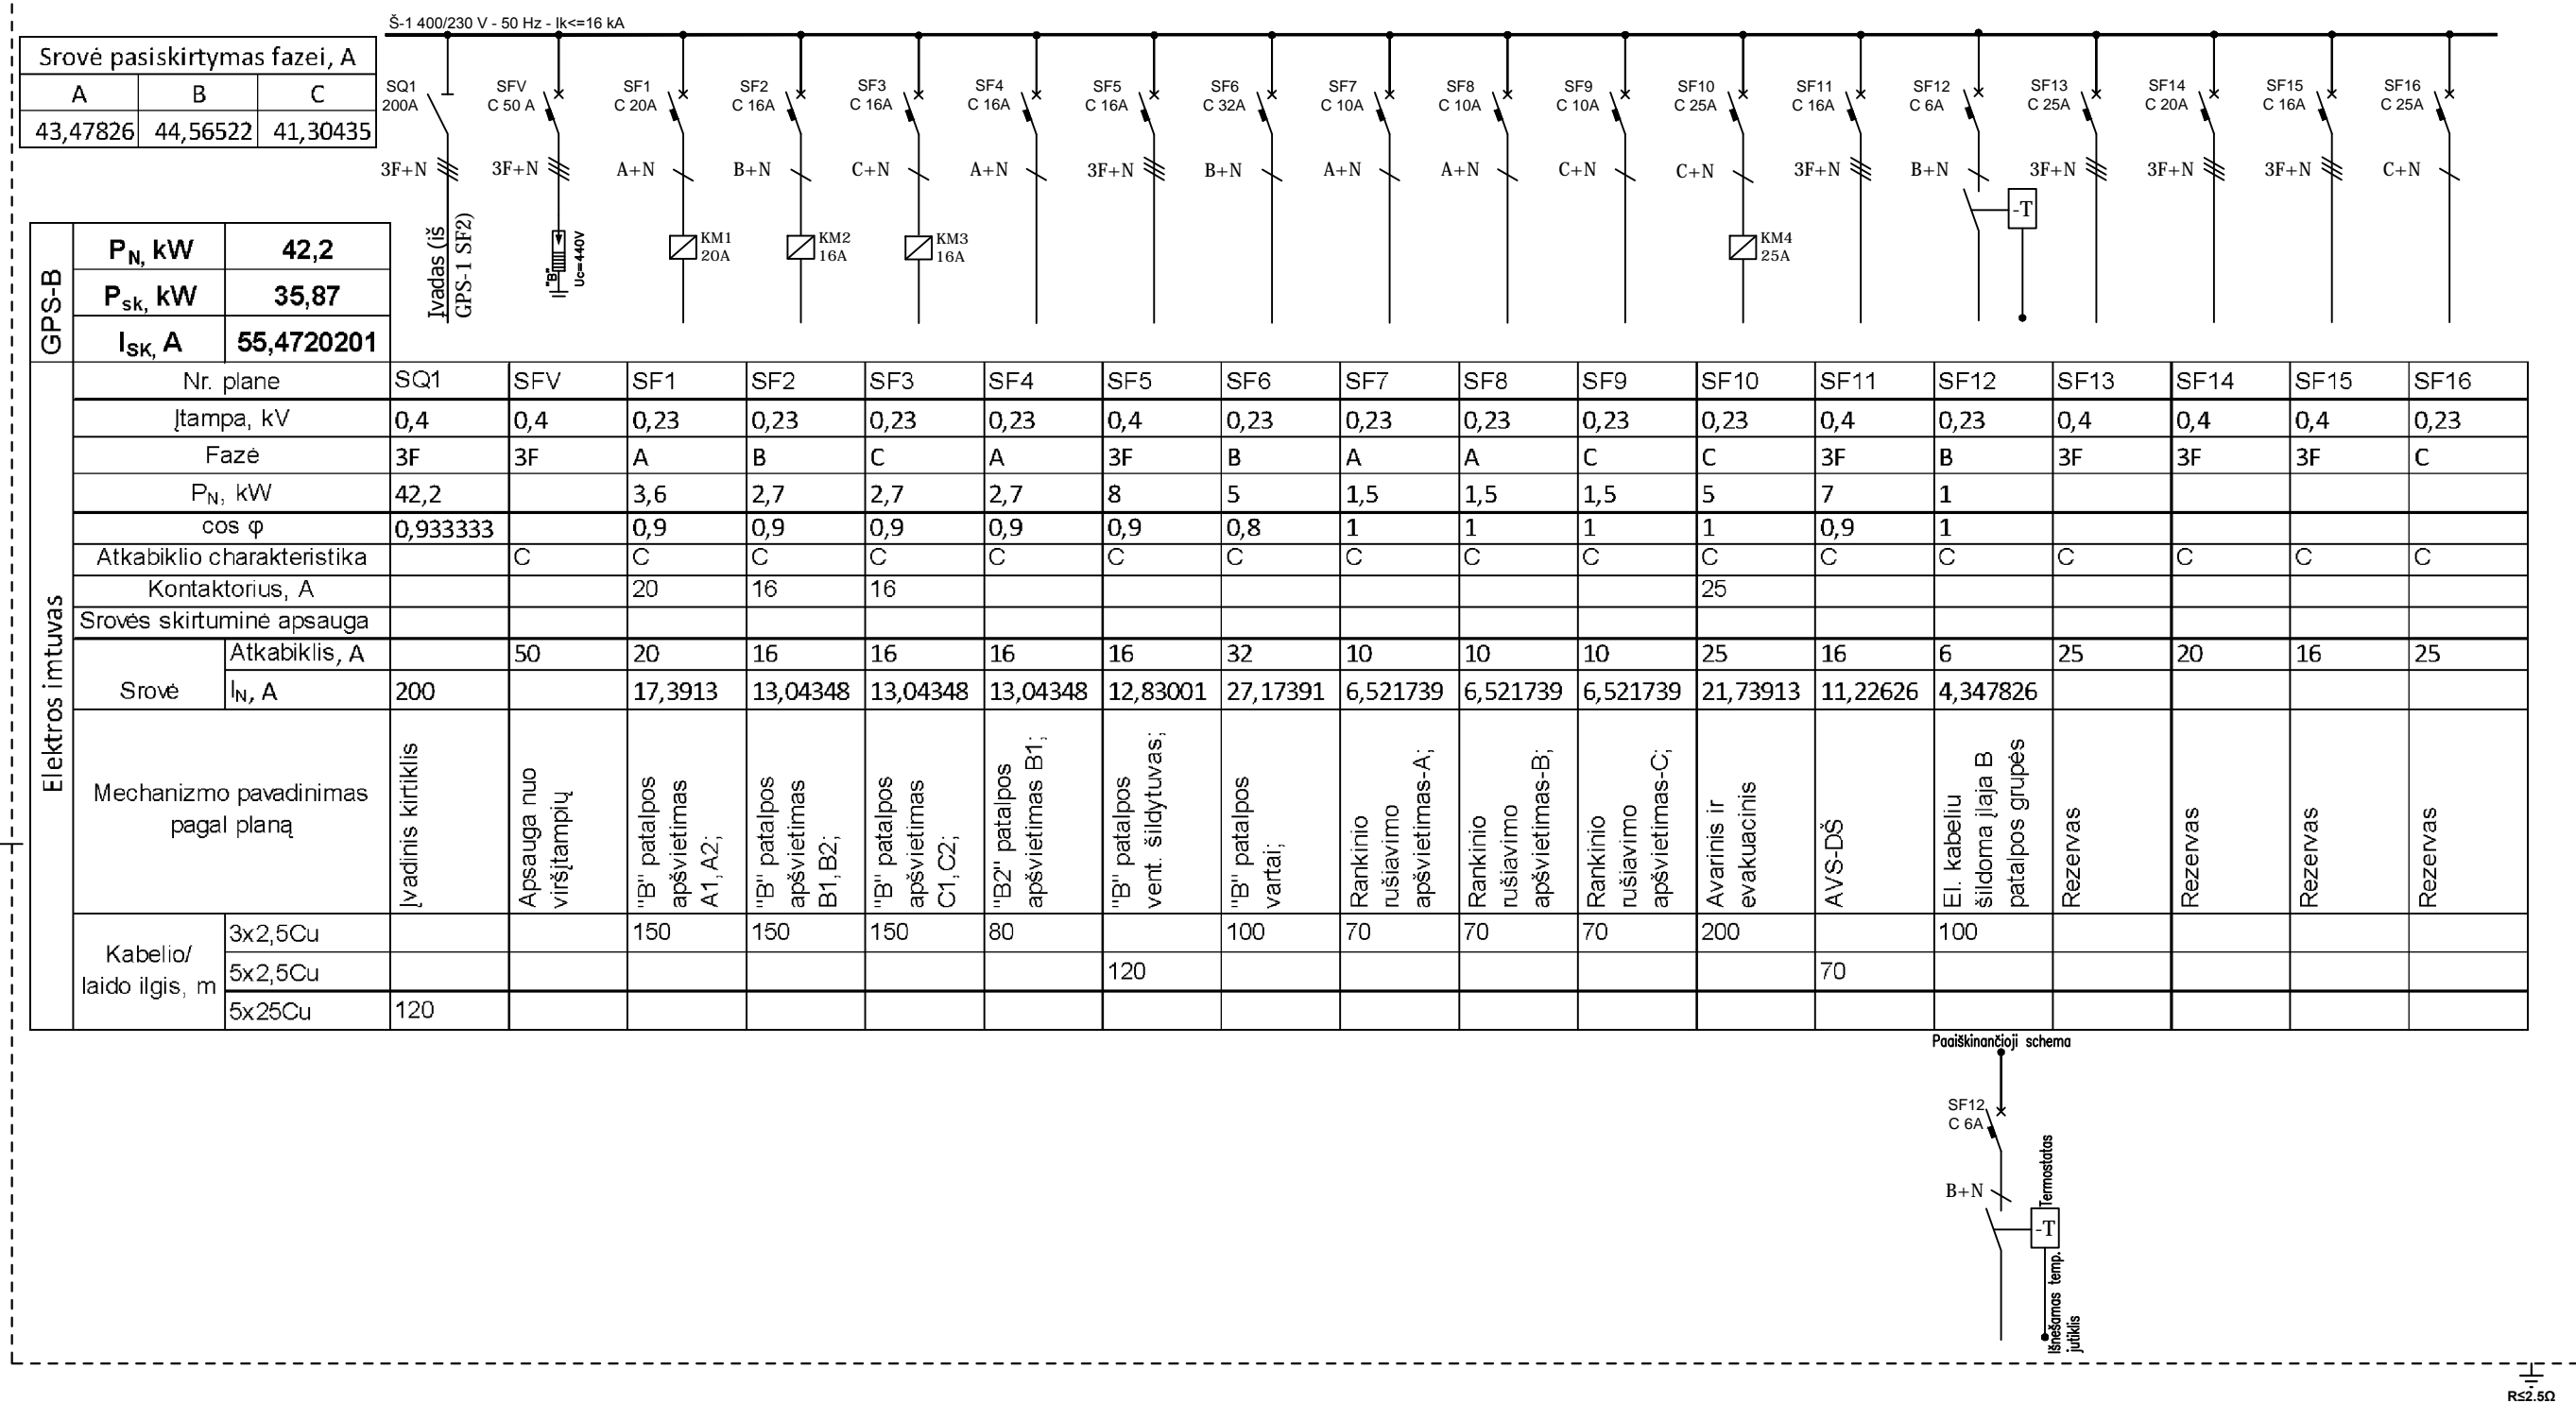 Š-1 400/230 V - 50 Hz - Ik<=16 kA
Srovė pasiskirtymas fazei, A
A B C
43,47826 44,56522 41,30435
SQ1 200A 3F+N Įvadas (iš GPS-1 SF2)
SFV C 50 A 3F+N "B" Uc=440V
SF1 C 20A A+N KM1 20A
SF2 C 16A B+N KM2 16A
SF3 C 16A C+N KM3 16A
SF4 C 16A A+N
SF5 C 16A 3F+N
SF6 C 32A B+N
SF7 C 10A A+N
SF8 C 10A A+N
SF9 C 10A C+N
SF10 C 25A C+N KM4 25A
SF11 C 16A 3F+N
SF12 C 6A B+N -T
SF13 C 25A 3F+N
SF14 C 20A 3F+N
SF15 C 16A 3F+N
SF16 C 25A C+N
GPS-B
PN, kW 42,2
Psk, kW 35,87
ISK, A 55,4720201
Elektros imtuvas
Nr. plane SQ1 SFV SF1 SF2 SF3 SF4 SF5 SF6 SF7 SF8 SF9 SF10 SF11 SF12 SF13 SF14 SF15 SF16
Įtampa, kV 0,4 0,4 0,23 0,23 0,23 0,23 0,4 0,23 0,23 0,23 0,23 0,23 0,4 0,23 0,4 0,4 0,4 0,23
Fazė 3F 3F A B C A 3F B A A C C 3F B 3F 3F 3F C
PN, kW 42,2 3,6 2,7 2,7 2,7 8 5 1,5 1,5 1,5 5 7 1
cos φ 0,933333 0,9 0,9 0,9 0,9 0,9 0,8 1 1 1 1 0,9 1
Atkabiklio charakteristika C C C C C C C C C C C C C C C C C
Kontaktorius, A 20 16 16 25
Srovės skirtuminė apsauga
Srovė
Atkabiklis, A 50 20 16 16 16 16 32 10 10 10 25 16 6 25 20 16 25
IN, A 200 17,3913 13,04348 13,04348 13,04348 12,83001 27,17391 6,521739 6,521739 6,521739 21,73913 11,22626 4,347826
Mechanizmo pavadinimas
pagal planą
Įvadinis kirtiklis
Apsauga nuo
viršįtampių
"B" patalpos
apšvietimas
A1,A2;
"B" patalpos
apšvietimas
B1,B2;
"B" patalpos
apšvietimas
C1,C2;
"B2" patalpos
apšvietimas B1;
"B" patalpos
vent. šildytuvas;
"B" patalpos
vartai;
Rankinio
rušiavimo
apšvietimas-A;
Rankinio
rušiavimo
apšvietimas-B;
Rankinio
rušiavimo
apšvietimas-C;
Avarinis ir
evakuacinis
AVS-DŠ
El. kabeliu
šildoma įlaja B
patalpos grupės
Rezervas
Rezervas
Rezervas
Rezervas
Kabelio/
laido ilgis, m
3x2,5Cu 150 150 150 80 100 70 70 70 200 100
5x2,5Cu 120 70
5x25Cu 120
Paaiškinančioji schema
SF12
C 6A
B+N
-T
Termostatas
Išnešamas temp.
jutiklis
R≤2.5Ω